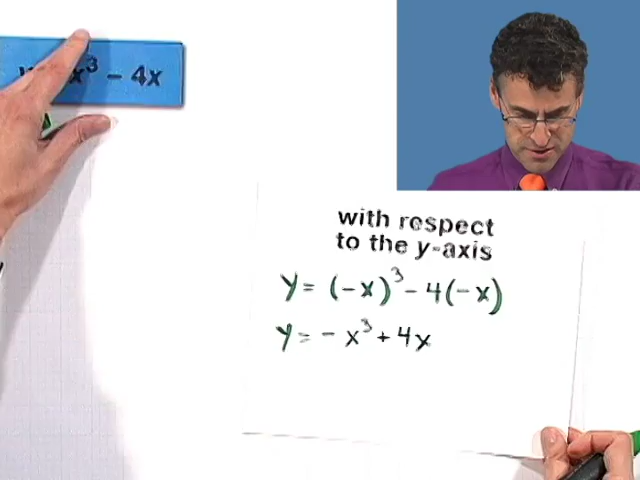 x³ - 4x
with respect
to the y-axis
y = (-x)³ - 4(-x)
y = - x³ + 4x